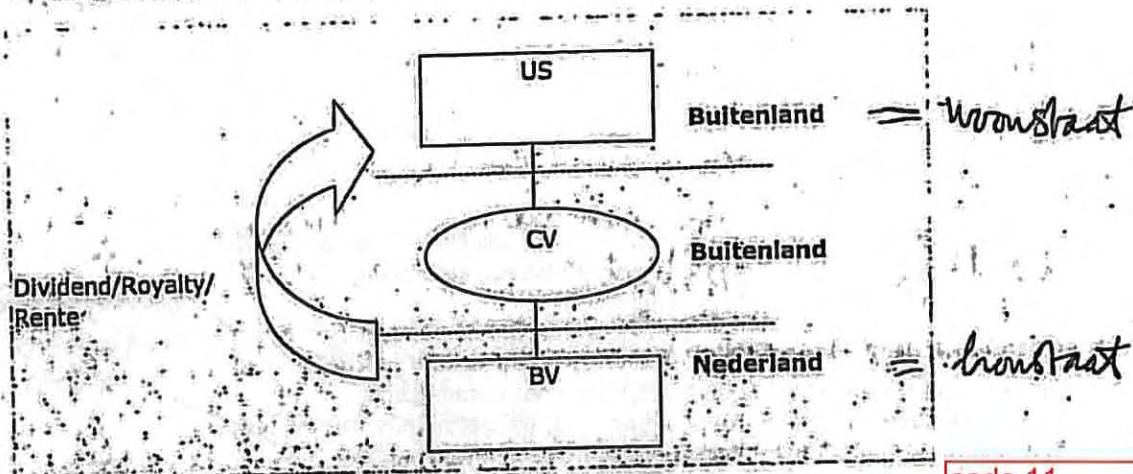 US
Buitenland = woonstaat
CV
Buitenland
Dividend/Royalty/
Rente
Nederland = bronstaat
BV